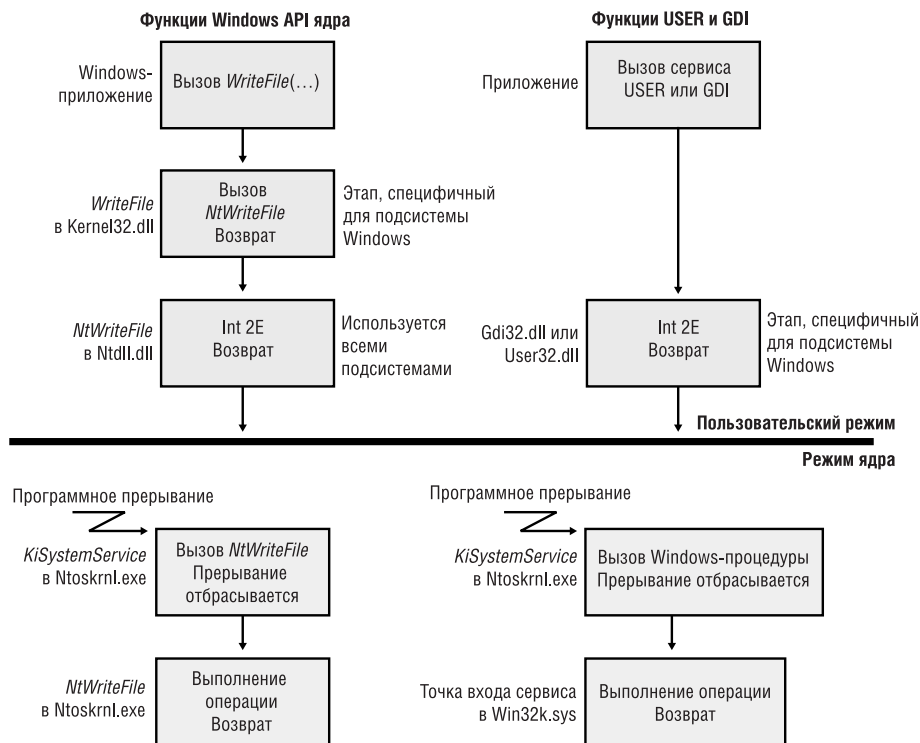 Функции Windows API ядра
Windows-
приложение
Вызов WriteFile(...)
WriteFile
в Kernel32.dll
Вызов
NtWriteFile
Возврат
Этап, специфичный
для подсистемы
Windows
NtWriteFile
в Ntdll.dll
Int 2E
Возврат
Используется
всеми
подсистемами
Функции USER и GDI
Приложение
Вызов сервиса
USER или GDI
Gdi32.dll или
User32.dll
Int 2E
Возврат
Этап, специфичный
для подсистемы
Windows
Пользовательский режим
Режим ядра
Программное прерывание
KiSystemService
в Ntoskrnl.exe
Вызов NtWriteFile
Прерывание
отбрасывается
NtWriteFile
в Ntoskrnl.exe
Выполнение
операции
Возврат
Программное прерывание
KiSystemService
в Ntoskrnl.exe
Вызов Windows-процедуры
Прерывание отбрасывается
Точка входа сервиса
в Win32k.sys
Выполнение операции
Возврат